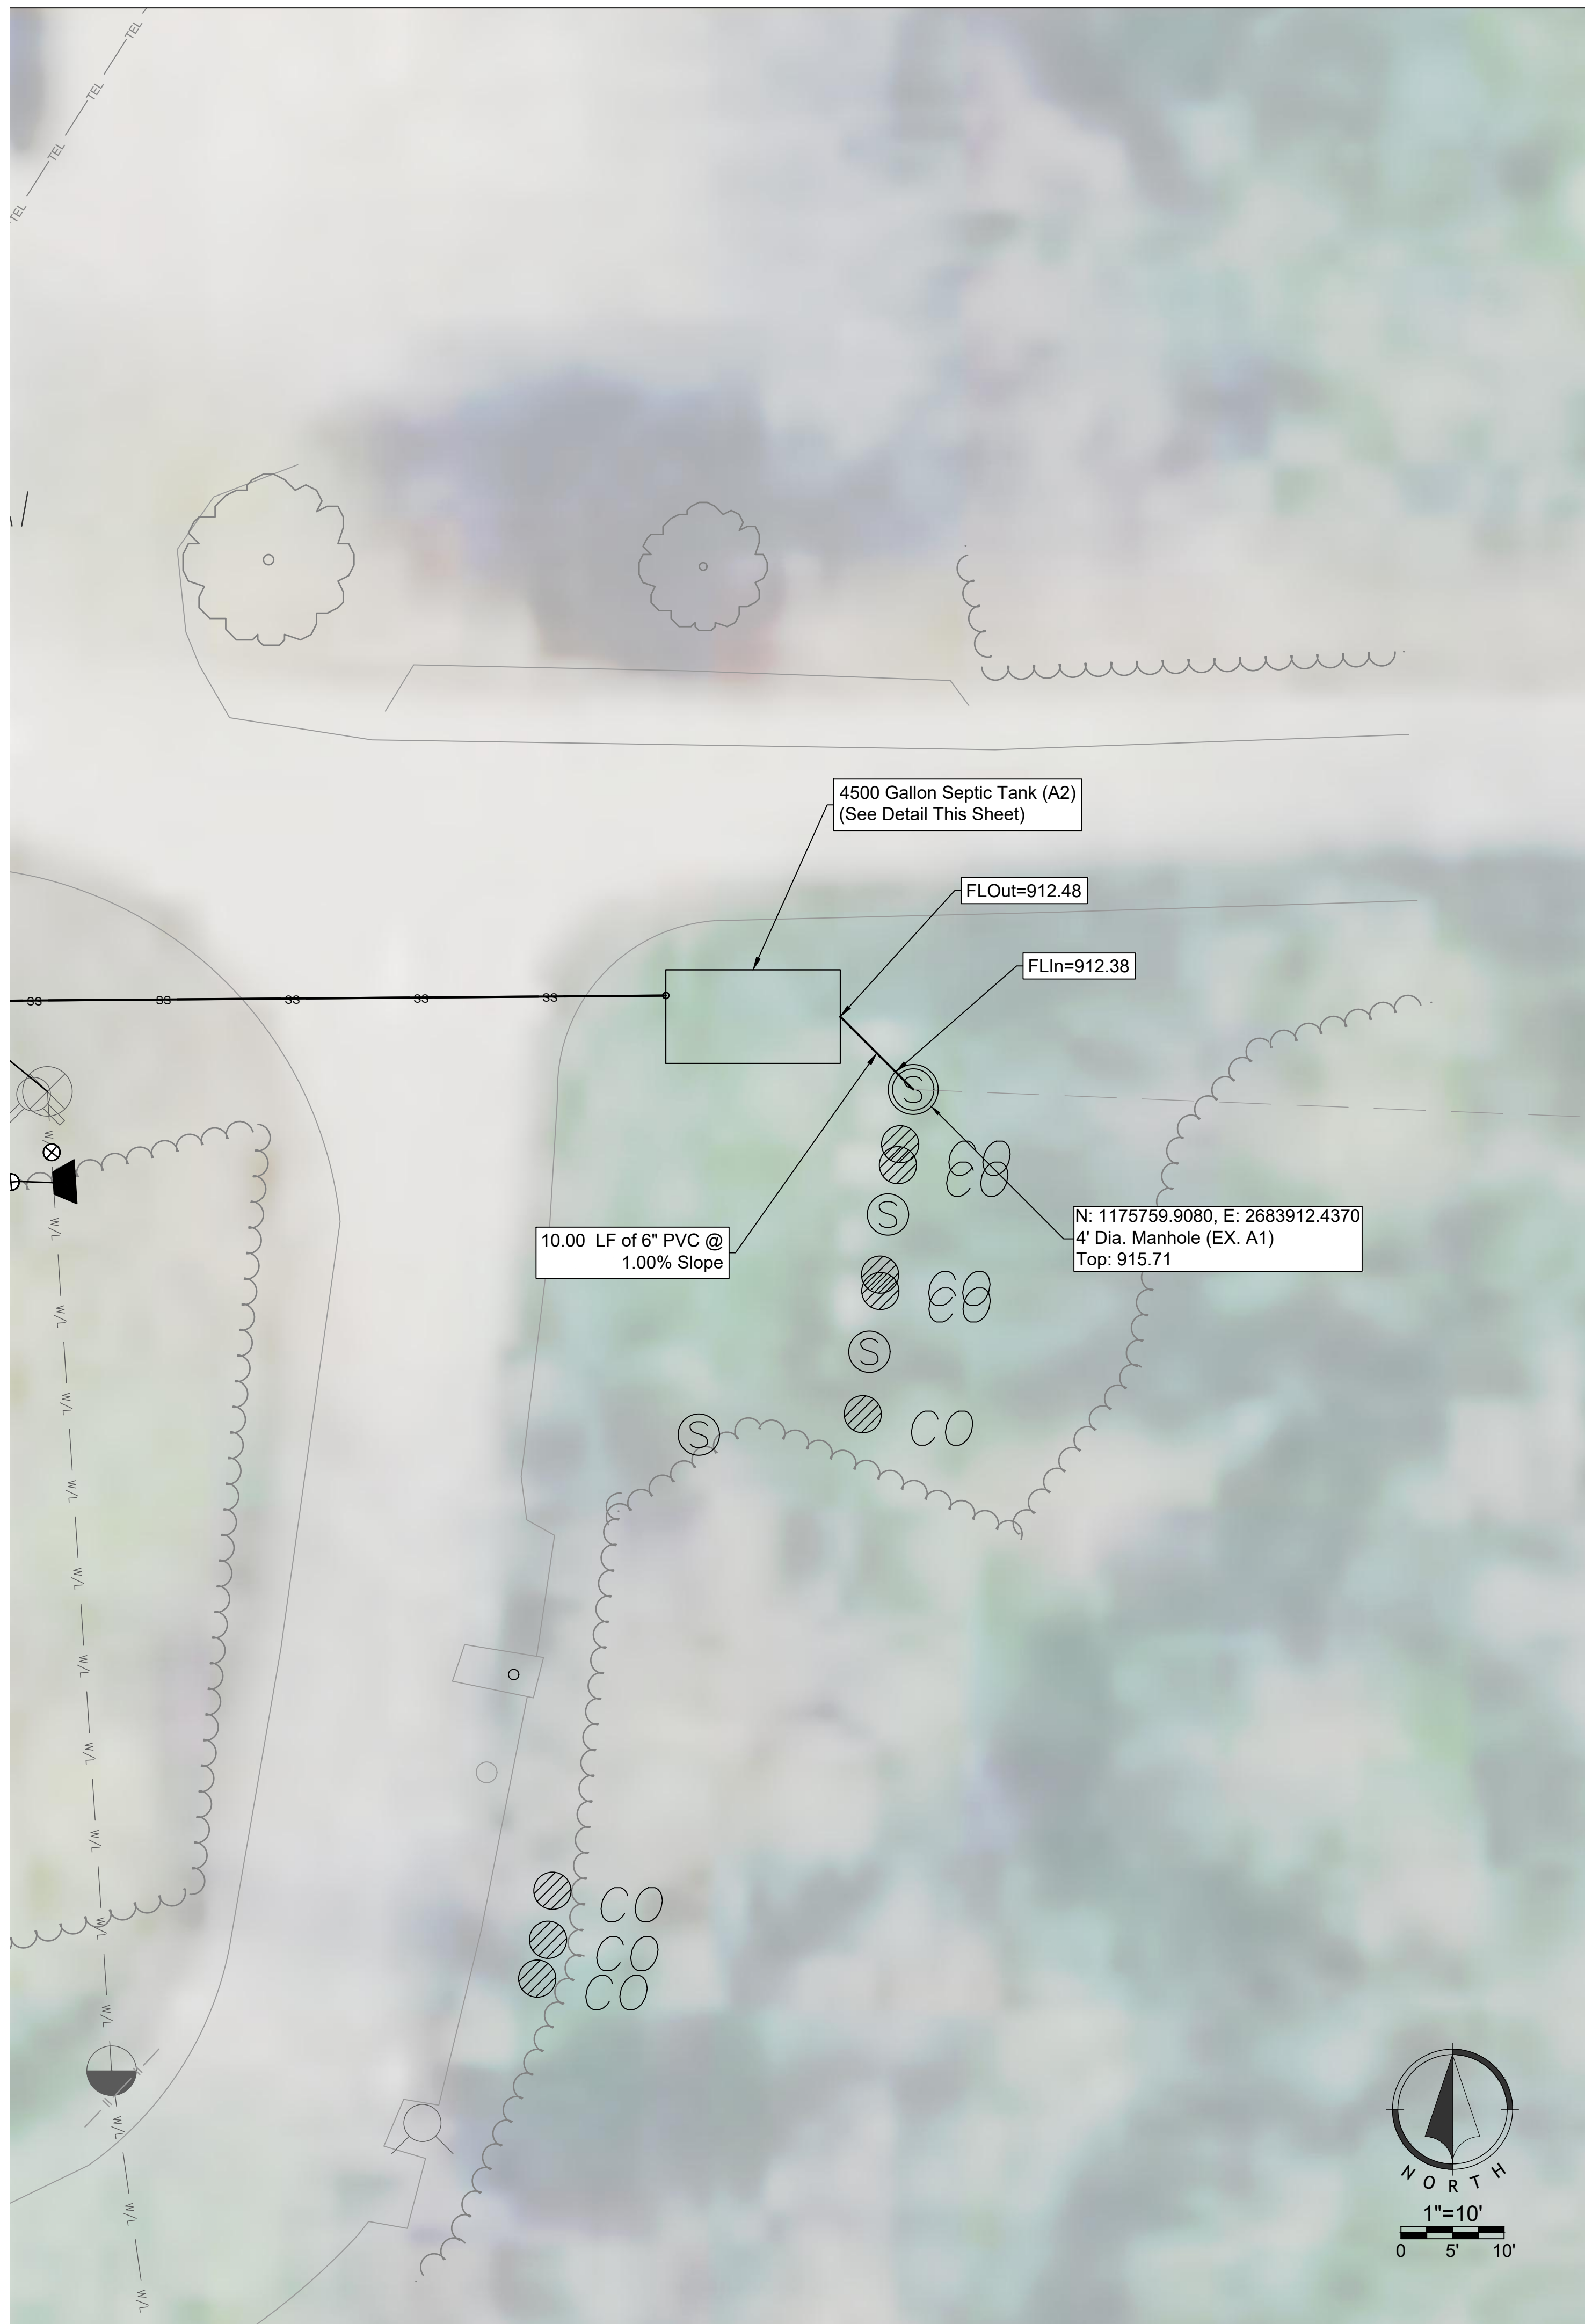 TEL
TEL
TEL
TEL
4500 Gallon Septic Tank (A2)
(See Detail This Sheet)
FLOut=912.48
FLIn=912.38
SS SS SS SS SS
S
CO
CO
W/L
S
N: 1175759.9080, E: 2683912.4370
4' Dia. Manhole (EX. A1)
Top: 915.71
10.00 LF of 6" PVC @
1.00% Slope
W/L
W/L
CO
CO
S
W/L
S
CO
W/L
W/L
W/L
W/L
W/L
CO
W/L
CO
CO
W/L
W/L
W/L
W/L
NORTH
1"=10'
0 5' 10'